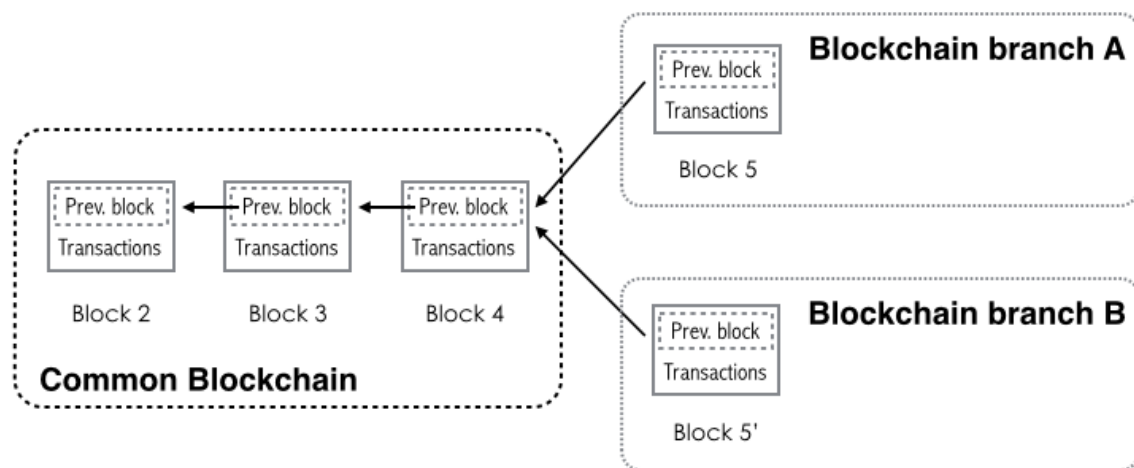 Blockchain branch A
Prev. block
Transactions
Block 5
Prev. block
Transactions
Block 2
Prev. block
Transactions
Block 3
Prev. block
Transactions
Block 4
Common Blockchain
Blockchain branch B
Prev. block
Transactions
Block 5'